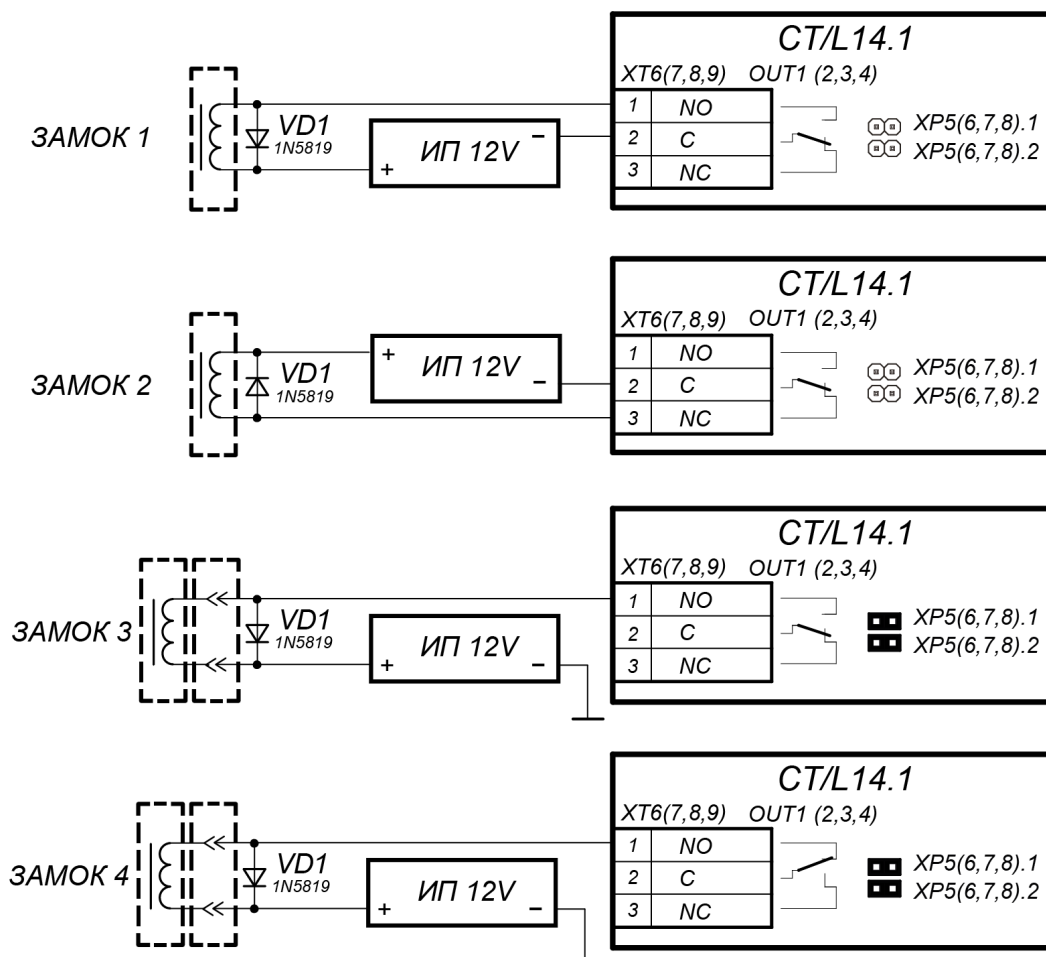 CT/L14.1
XT6(7,8,9) OUT1 (2,3,4)
ЗАМОК 1
VD1
1N5819
ИП 12V
+
−
1 NO
2 C
3 NC
XP5(6,7,8).1
XP5(6,7,8).2
CT/L14.1
XT6(7,8,9) OUT1 (2,3,4)
ЗАМОК 2
VD1
1N5819
+
ИП 12V
−
1 NO
2 C
3 NC
XP5(6,7,8).1
XP5(6,7,8).2
CT/L14.1
XT6(7,8,9) OUT1 (2,3,4)
ЗАМОК 3
VD1
1N5819
+
ИП 12V
−
1 NO
2 C
3 NC
XP5(6,7,8).1
XP5(6,7,8).2
CT/L14.1
XT6(7,8,9) OUT1 (2,3,4)
ЗАМОК 4
VD1
1N5819
+
ИП 12V
−
1 NO
2 C
3 NC
XP5(6,7,8).1
XP5(6,7,8).2